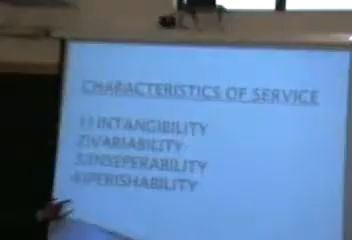 CHARACTERISTICS OF SERVICE
1)INTANGIBILITY
2)VARIABILITY
3)INSEPERABILITY
4)PERISHABILITY